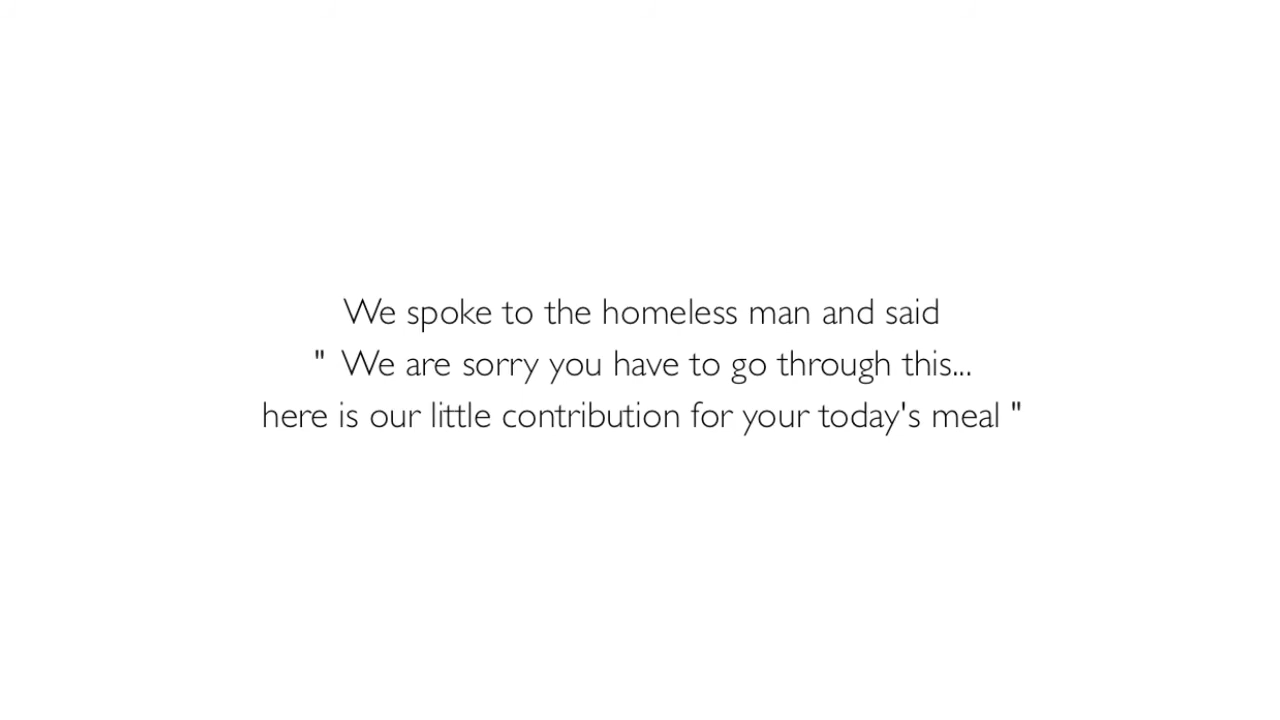 We spoke to the homeless man and said
" We are sorry you have to go through this...
here is our little contribution for your today's meal "